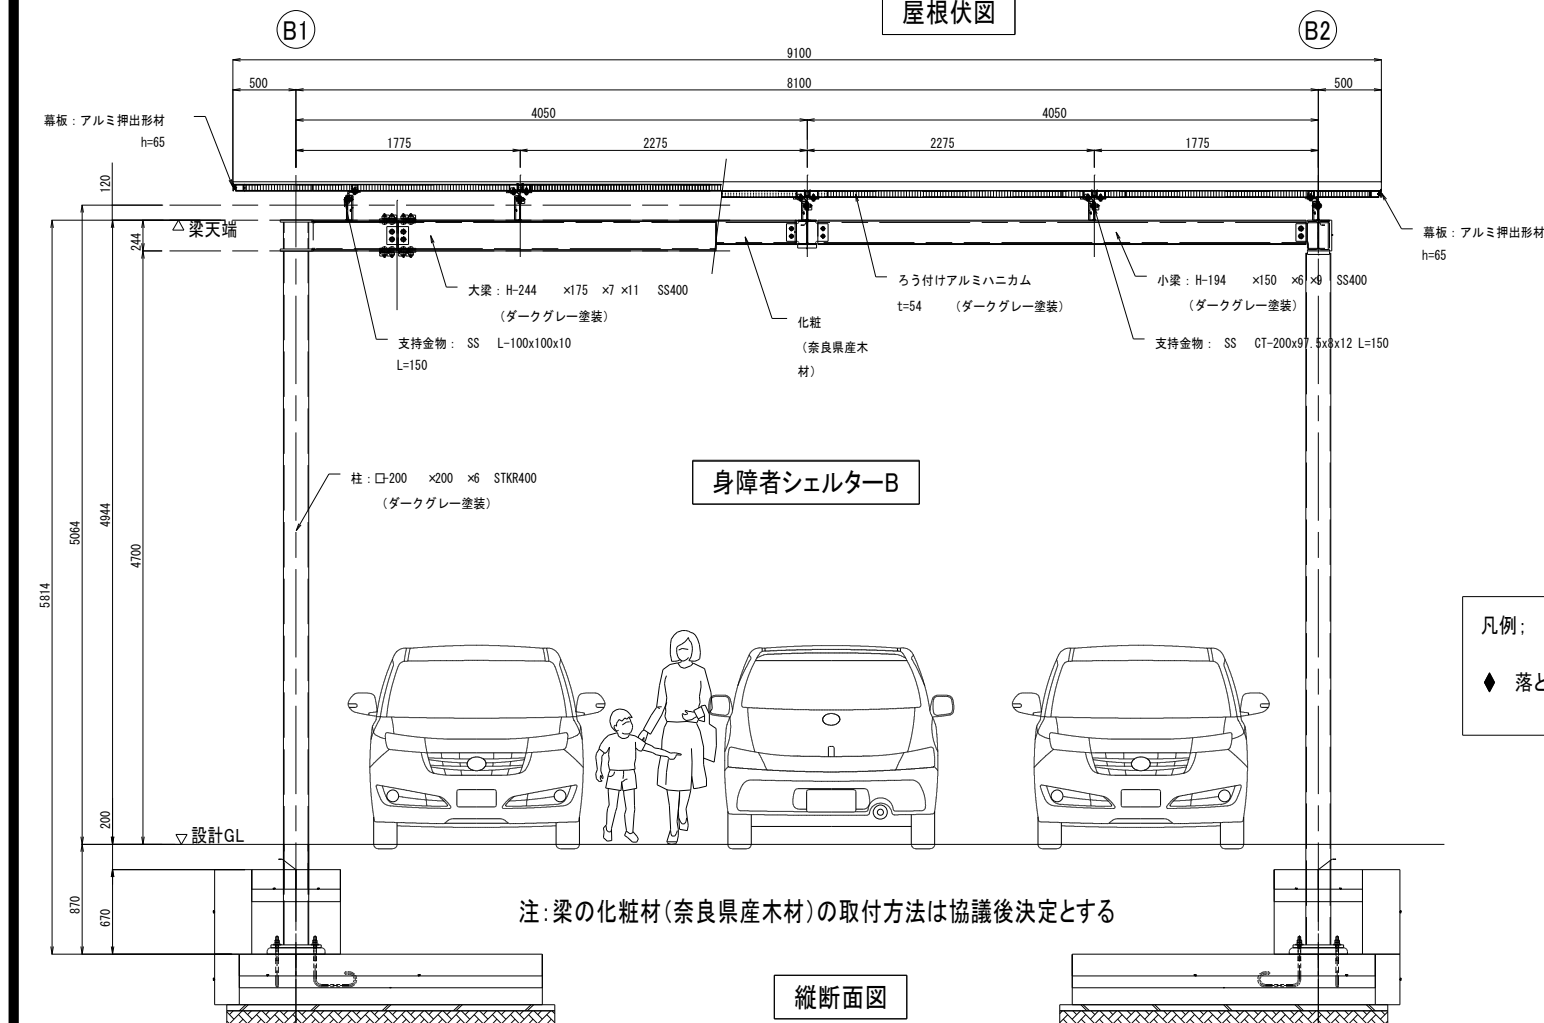 屋根伏図
B1
B2
9100
500
8100
500
4050
4050
1775
2275
2275
1775
幕板：アルミ押出形材
h=65
120
△梁天端
244
幕板：アルミ押出形材
h=65
大梁：H-244 ×175 ×7 ×11 SS400
（ダークグレー塗装）
支持金物： SS L-100x100x10
L=150
化粧
（奈良県産木
材）
ろう付けアルミハニカム
t=54 （ダークグレー塗装）
小梁：H-194 ×150 ×6 ×9 SS400
（ダークグレー塗装）
支持金物： SS CT-200x97.5x8x12 L=150
柱：□-200 ×200 ×6 STKR400
（ダークグレー塗装）
身障者シェルターB
5814
5064
4944
4700
凡例；
♦ 落と
200
▽設計GL
870
670
注：梁の化粧材（奈良県産木材）の取付方法は協議後決定とする
縦断面図